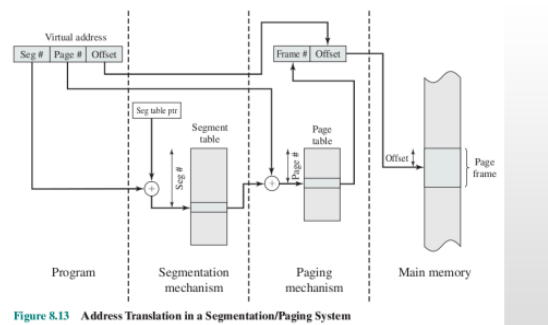 Virtual address
Seg # Page # Offset
Frame # Offset
Seg table ptr
Segment
table
Page
table
Seg #
Page #
Offset
Page
frame
+
+
Program
Segmentation
mechanism
Paging
mechanism
Main memory
Figure 8.13 Address Translation in a Segmentation/Paging System